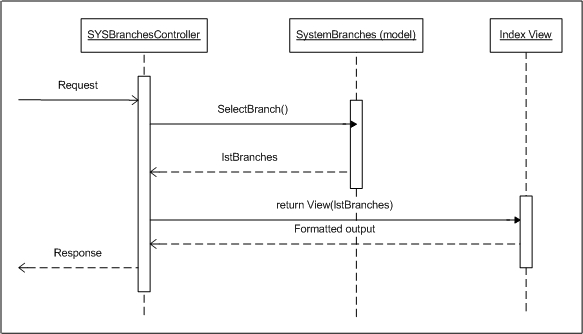 SYSBranchesController
SystemBranches (model)
Index View
Request
SelectBranch()
lstBranches
return View(lstBranches)
Formatted output
Response